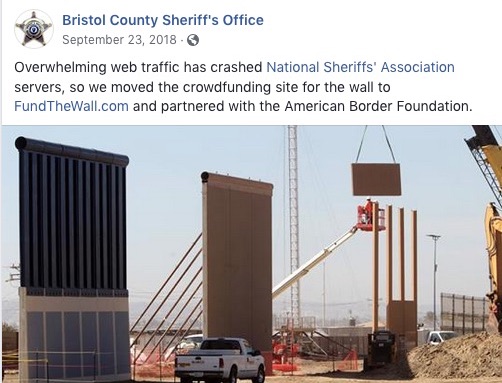 Bristol County Sheriff's Office
September 23, 2018 ·
Overwhelming web traffic has crashed National Sheriffs' Association
servers, so we moved the crowdfunding site for the wall to
FundTheWall.com and partnered with the American Border Foundation.